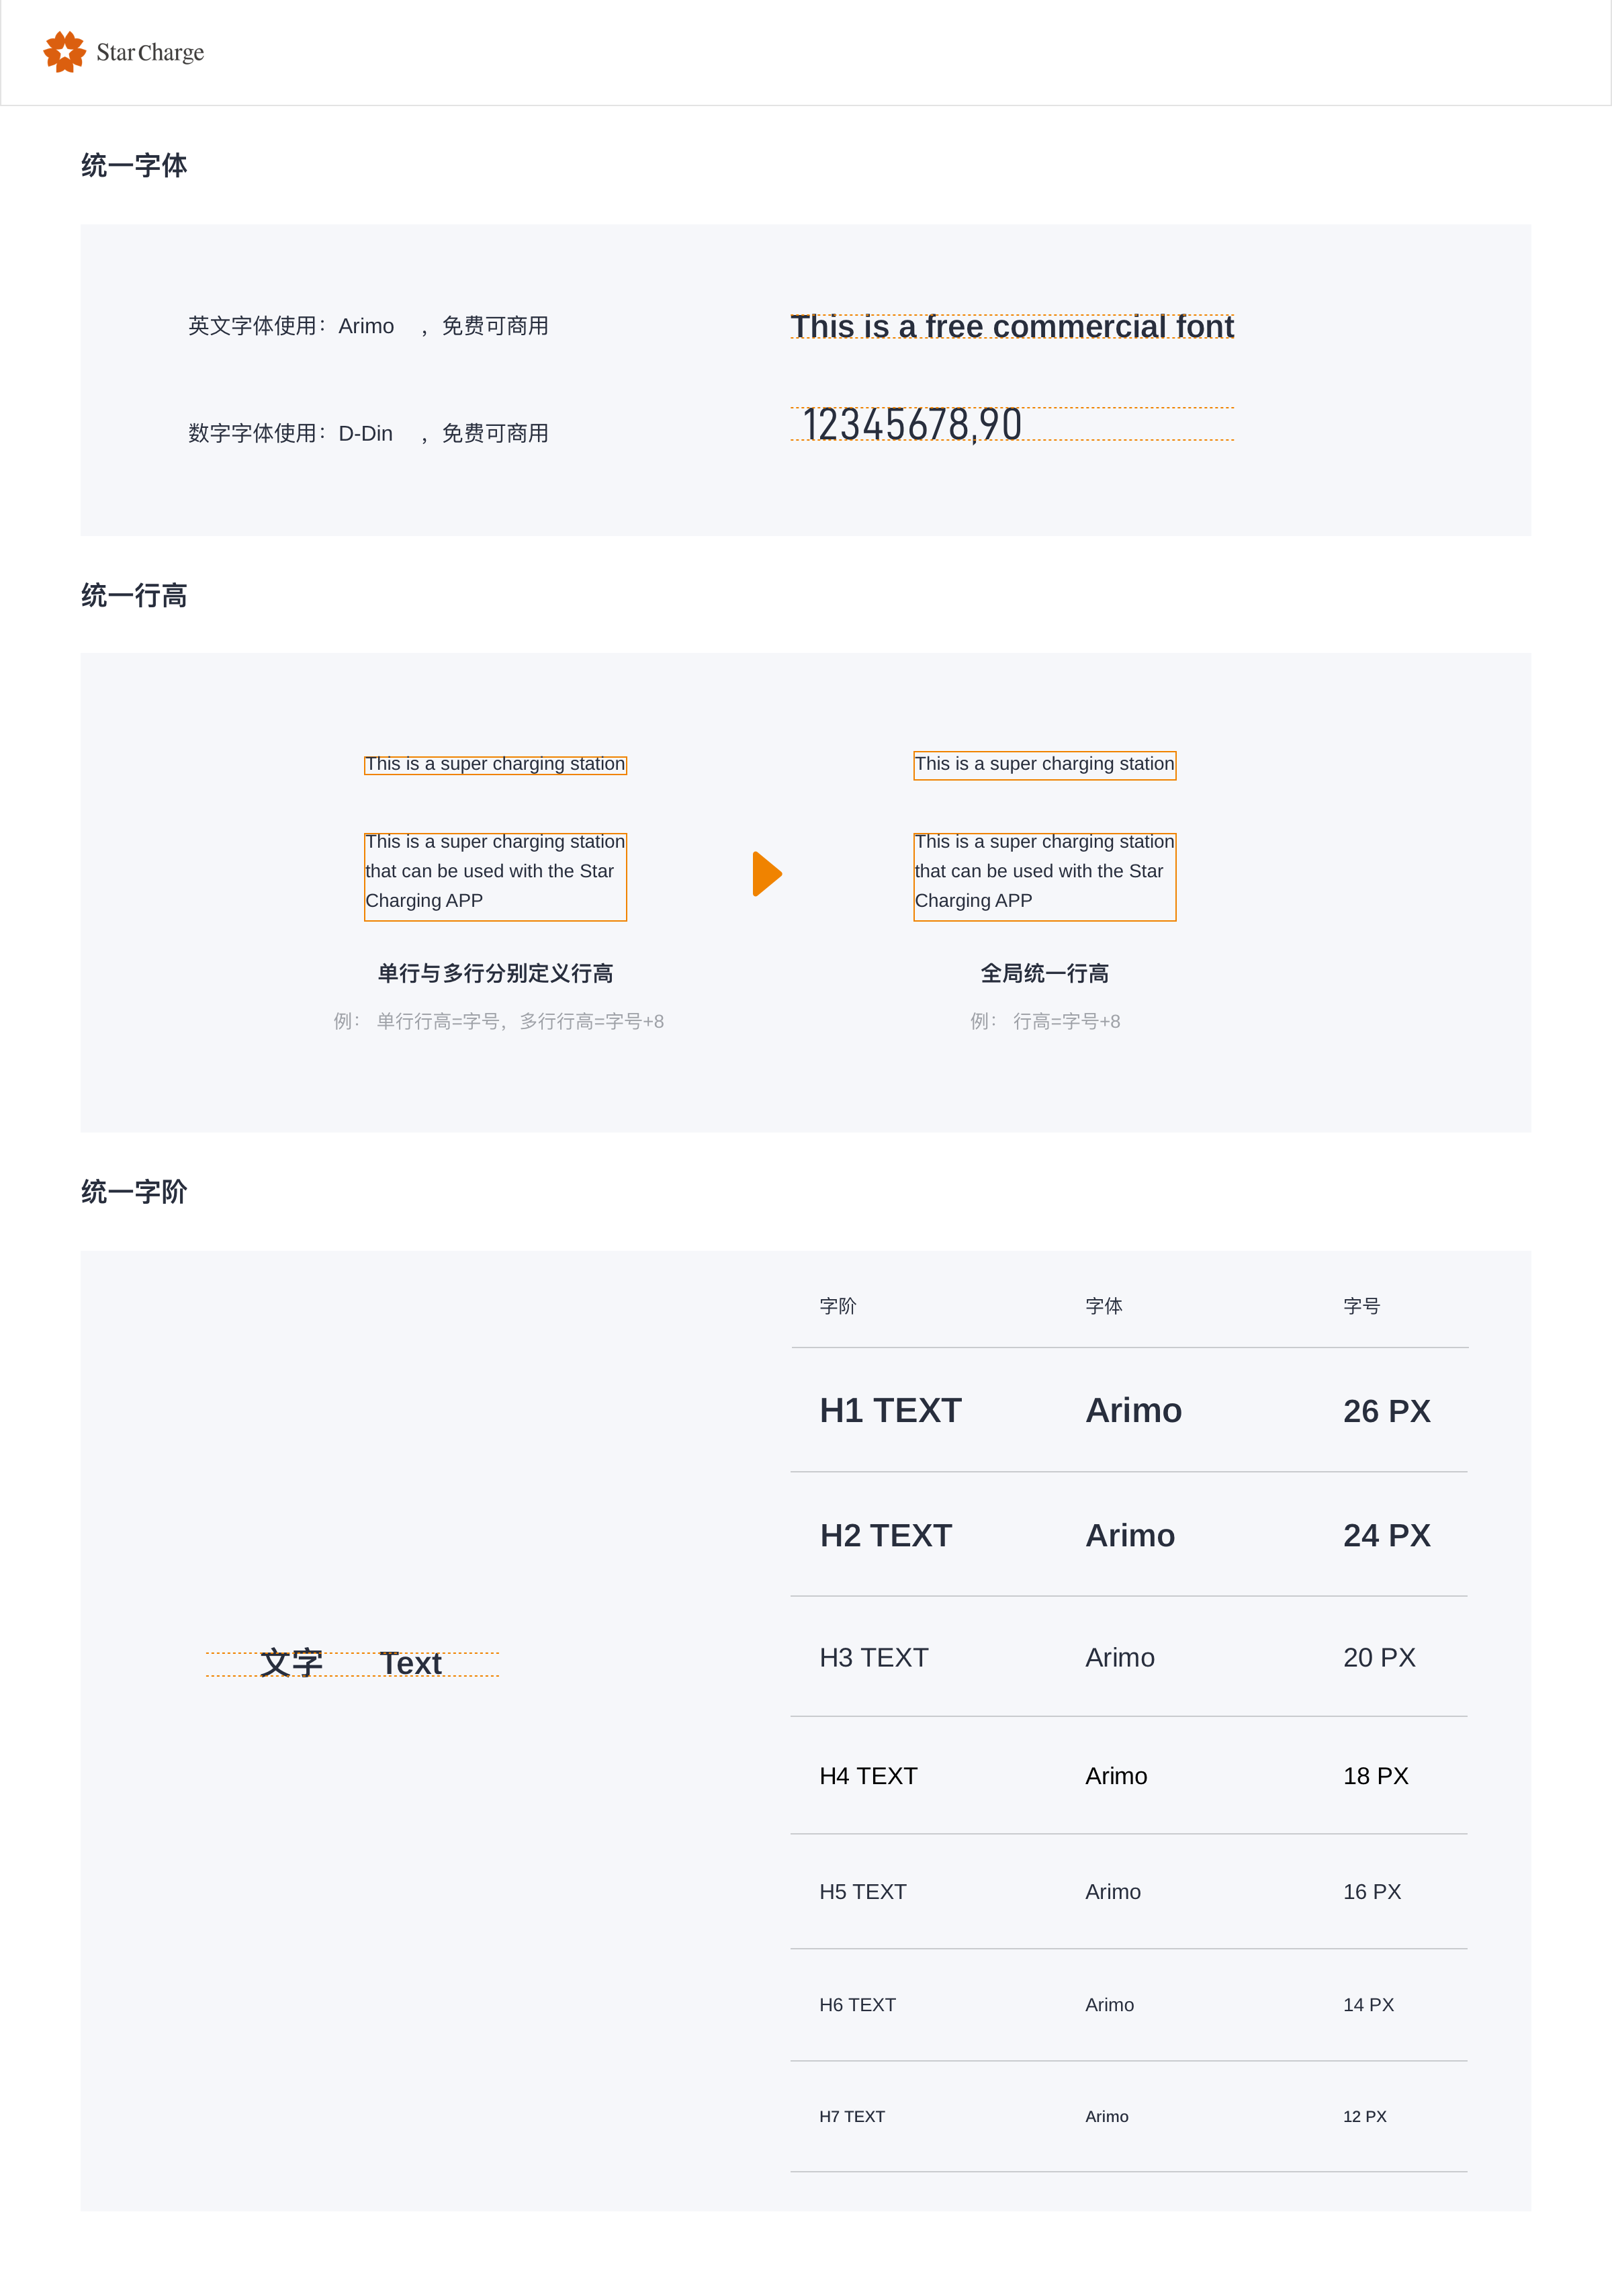 Star Charge
统一字体
英文字体使用：Arimo ，免费可商用
This is a free commercial font
数字字体使用：D-Din ，免费可商用
12345678,90
统一行高
This is a super charging station
This is a super charging station
that can be used with the Star
Charging APP
单行与多行分别定义行高
例： 单行行高=字号，多行行高=字号+8
This is a super charging station
This is a super charging station
that can be used with the Star
Charging APP
全局统一行高
例： 行高=字号+8
统一字阶
文字 Text
字阶 字体 字号
H1 TEXT Arimo 26 PX
H2 TEXT Arimo 24 PX
H3 TEXT Arimo 20 PX
H4 TEXT Arimo 18 PX
H5 TEXT Arimo 16 PX
H6 TEXT Arimo 14 PX
H7 TEXT Arimo 12 PX